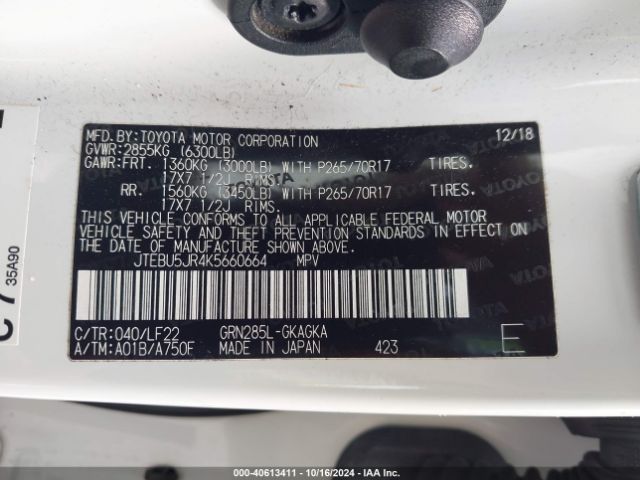 MFD.BY:TOYOTA MOTOR CORPORATION 12/18
GVWR:2855KG (6300LB)
GAWR:FRT. 1360KG (3000LB) WITH P265/70R17 TIRES.
17X7 1/2J RIMS.
RR. 1560KG (3450LB) WITH P265/70R17 TIRES.
17X7 1/2J RIMS.
THIS VEHICLE CONFORMS TO ALL APPLICABLE FEDERAL MOTOR
VEHICLE SAFETY AND THEFT PREVENTION STANDARDS IN EFFECT ON
THE DATE OF MANUFACTURE SHOWN ABOVE.
JTEBU5JR4K5660664 MPV
C/TR:040/LF22 GRN285L-GKAGKA
A/TM:A01B/A750F MADE IN JAPAN 423 E
35A90
000-40613411 - 10/16/2024 - IAA Inc.